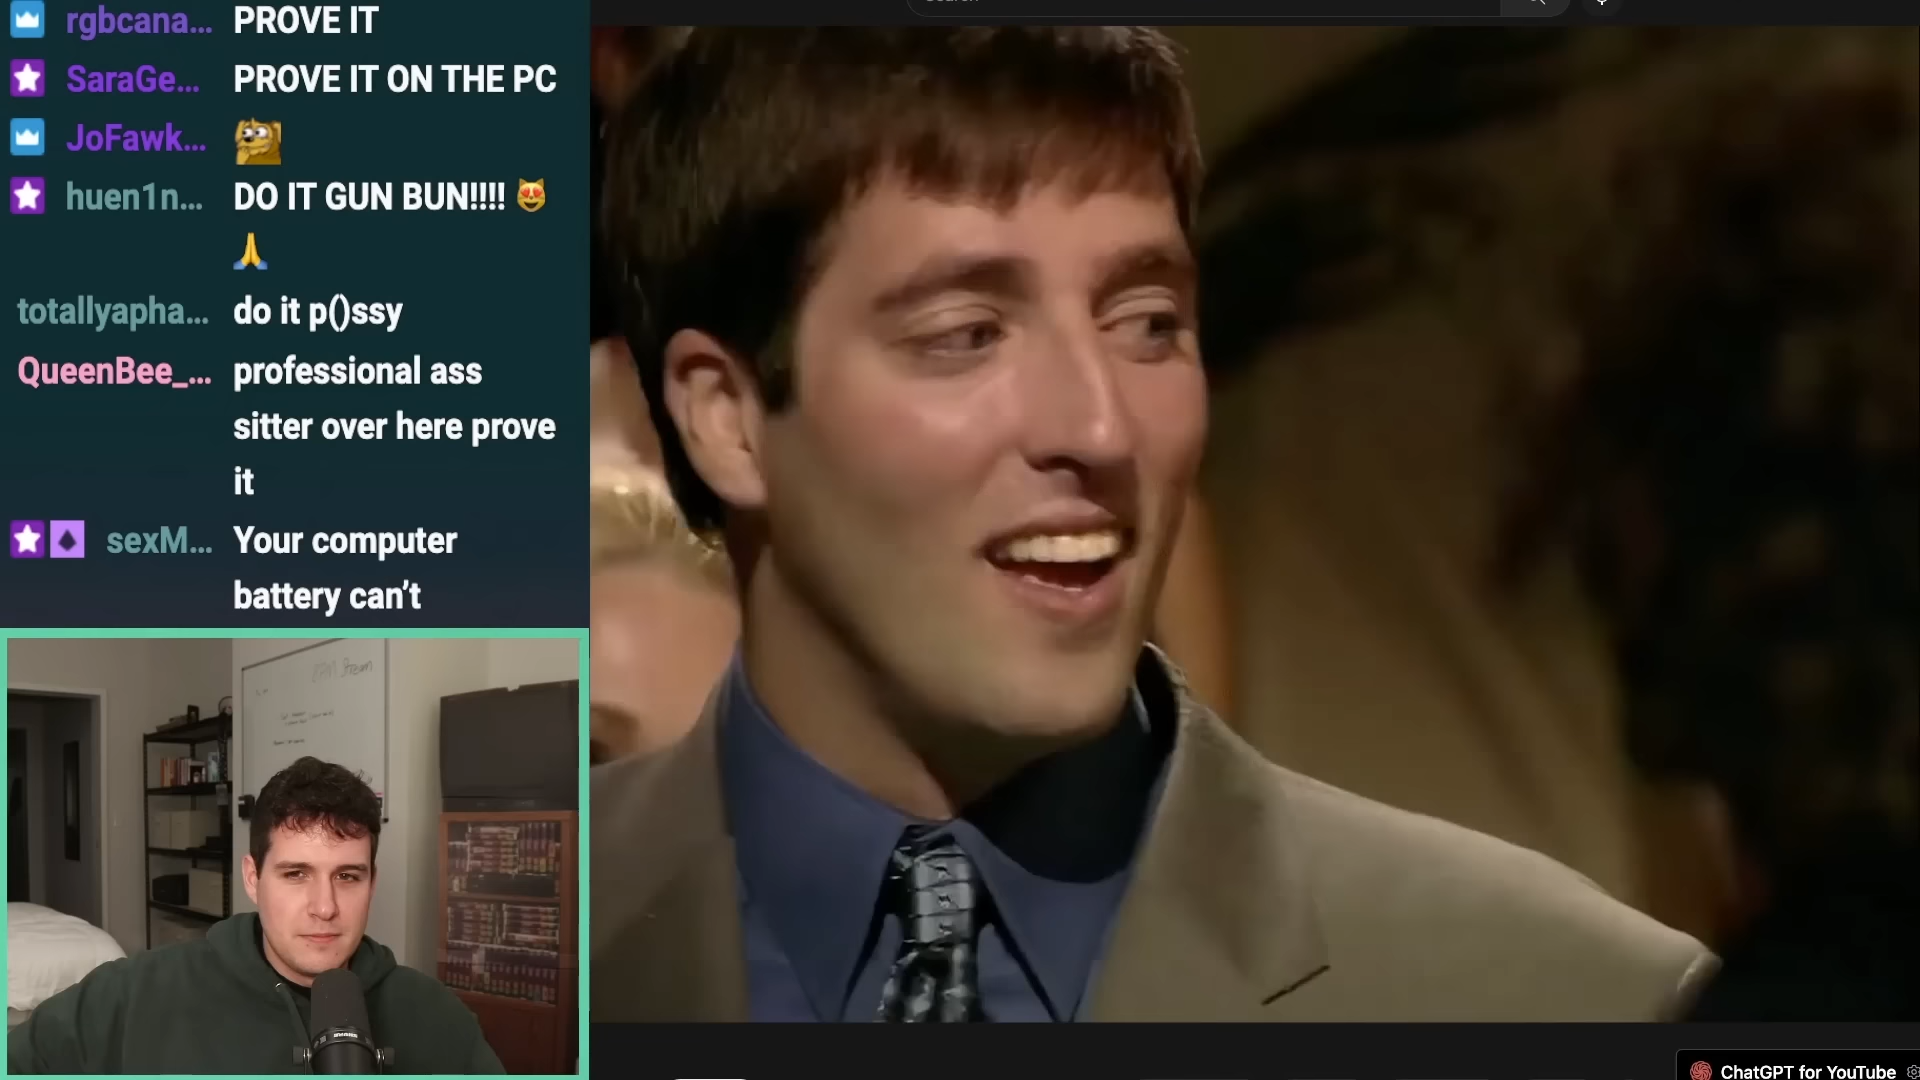 Search
rgbcana... PROVE IT
SaraGe... PROVE IT ON THE PC
JoFawk...
huen1n... DO IT GUN BUN!!!! 😻
🙏
totallyapha... do it p()ssy
QueenBee_... professional ass
sitter over here prove
it
sexM... Your computer
battery can’t
ChatGPT for YouTube